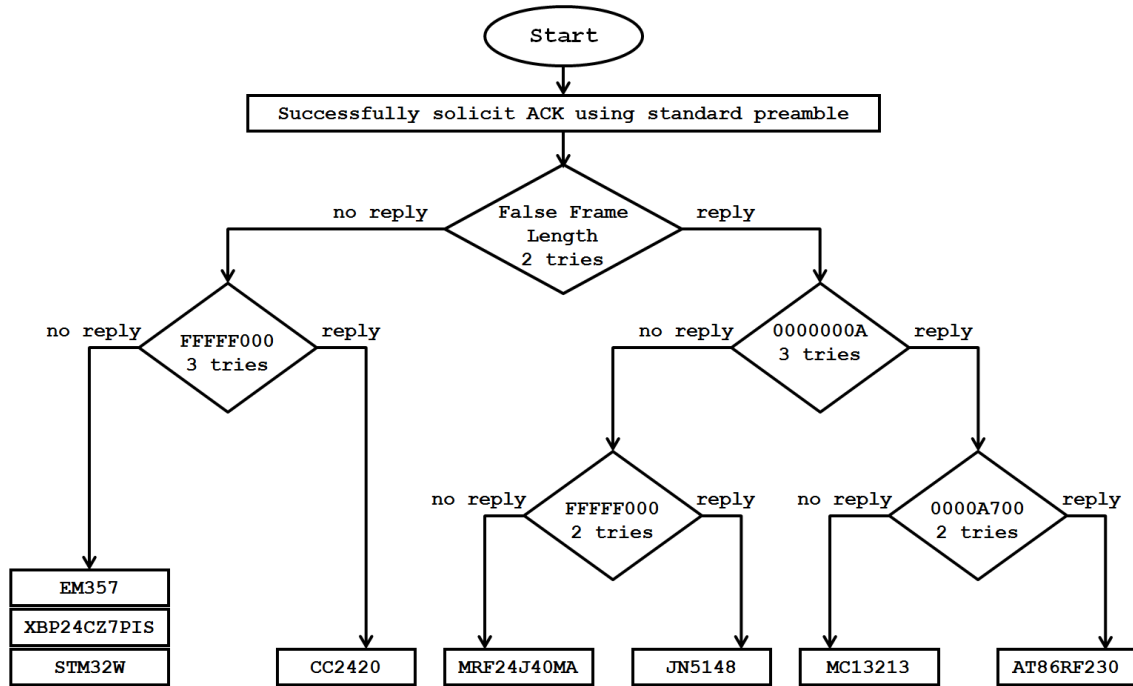 Start
Successfully solicit ACK using standard preamble
no reply
False Frame
Length
2 tries
reply
no reply
FFFFF000
3 tries
reply
no reply
0000000A
3 tries
reply
no reply
FFFFF000
2 tries
reply
no reply
0000A700
2 tries
reply
EM357
XBP24CZ7PIS
STM32W
CC2420
MRF24J40MA
JN5148
MC13213
AT86RF230